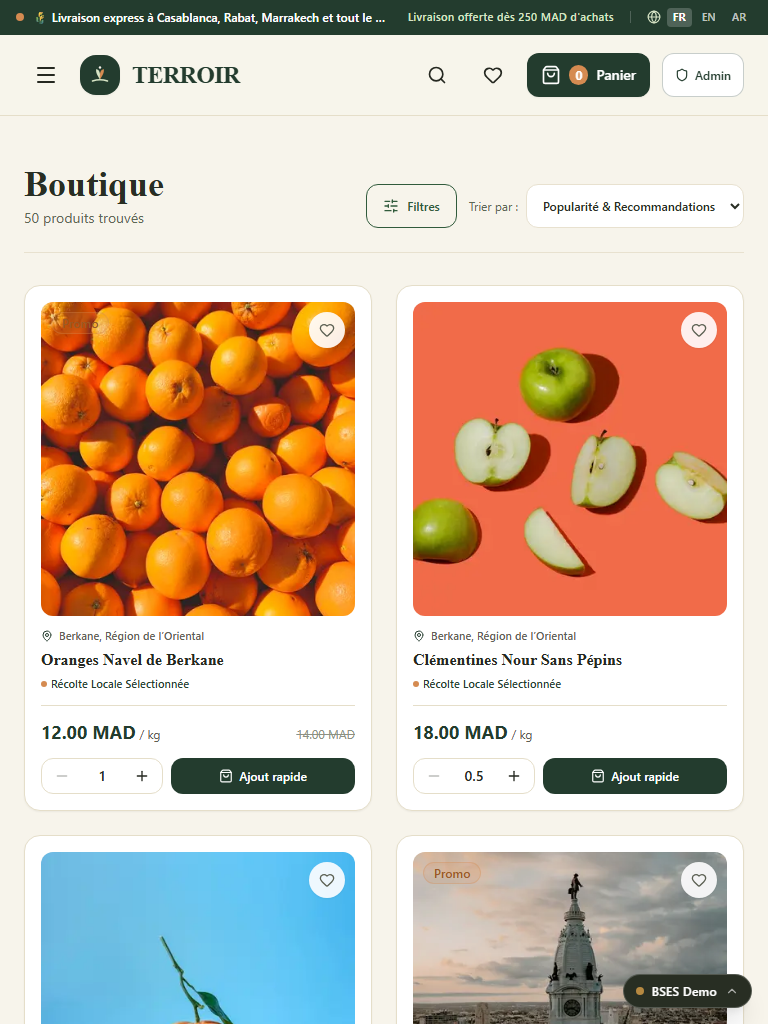 Livraison express à Casablanca, Rabat, Marrakech et tout le ...
Livraison offerte dès 250 MAD d'achats
FR EN AR
TERROIR
0 Panier
Admin
Boutique
50 produits trouvés
Filtres
Trier par :
Popularité & Recommandations
Promo
Berkane, Région de l'Oriental
Oranges Navel de Berkane
Récolte Locale Sélectionnée
12.00 MAD / kg
14.00 MAD
1
Ajout rapide
Berkane, Région de l'Oriental
Clémentines Nour Sans Pépins
Récolte Locale Sélectionnée
18.00 MAD / kg
0.5
Ajout rapide
Promo
BSES Demo